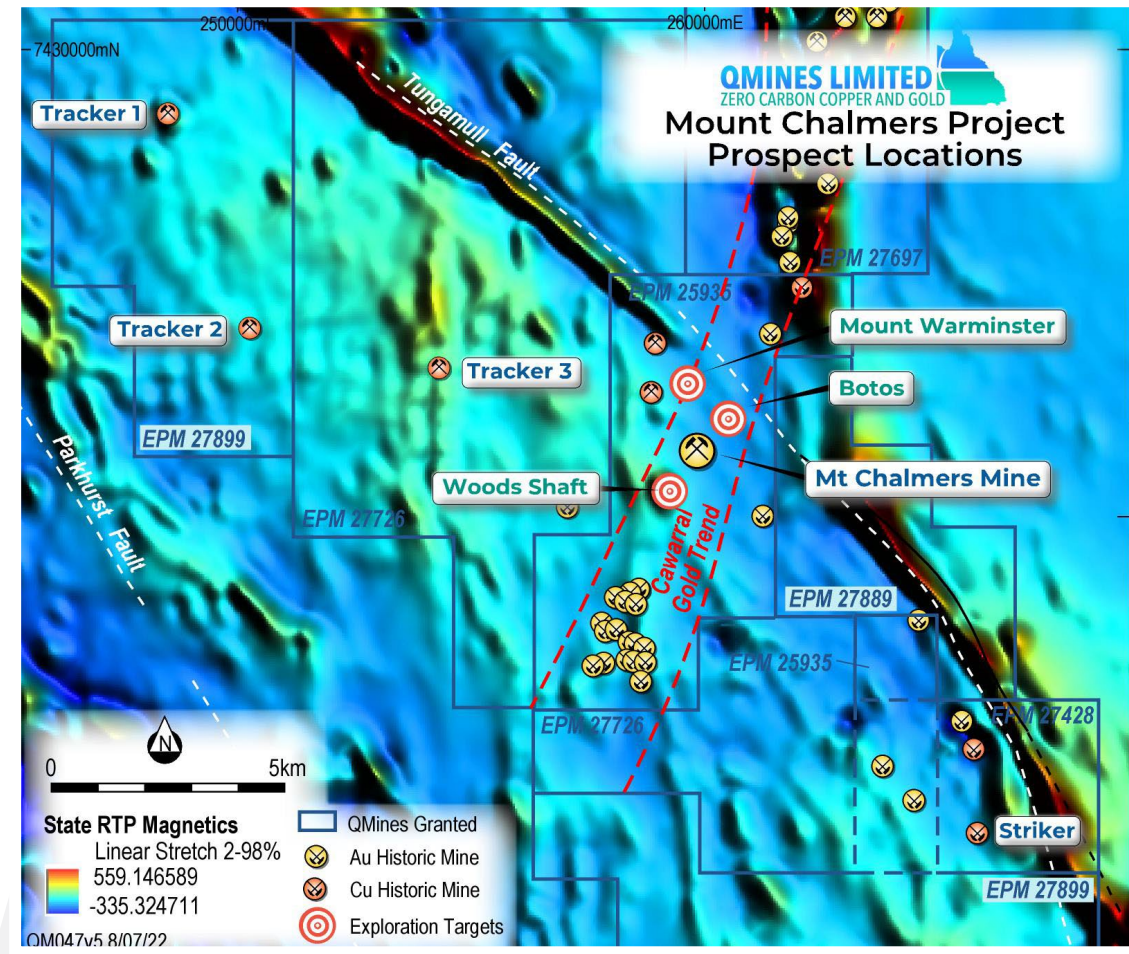 250000mE
260000mE
7430000mN
QMINES LIMITED
ZERO CARBON COPPER AND GOLD
Mount Chalmers Project
Prospect Locations
Tracker 1
Tungamull Fault
EPM 27697
EPM 25935
Tracker 2
Mount Warminster
Tracker 3
Botos
EPM 27899
Parkhurst Fault
Mt Chalmers Mine
Woods Shaft
EPM 27726
Cawarral
Gold Trend
EPM 27889
EPM 25935
EPM 27428
EPM 27726
N
0 5km
State RTP Magnetics
Linear Stretch 2-98%
559.146589
-335.324711
QM047v5 8/07/22
QMines Granted
Au Historic Mine
Cu Historic Mine
Exploration Targets
Striker
EPM 27899